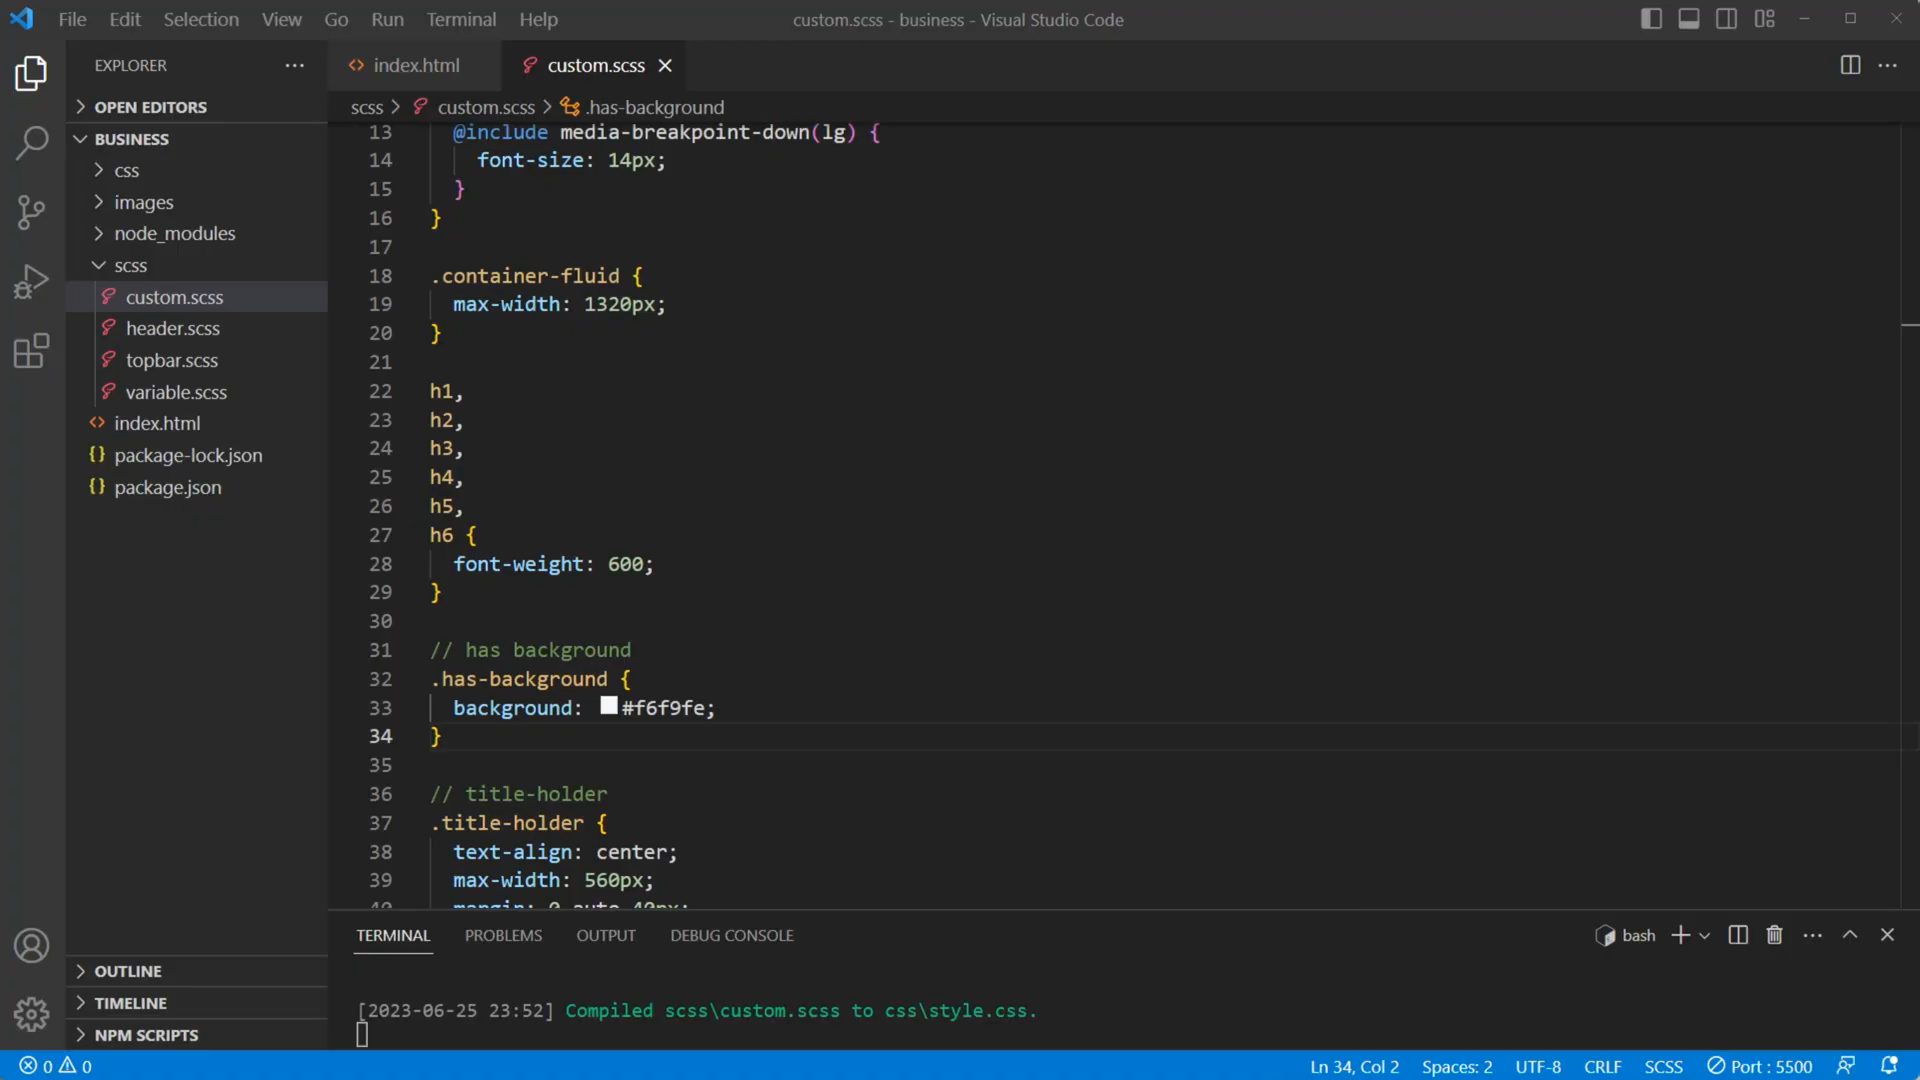 File Edit Selection View Go Run Terminal Help custom.scss - business - Visual Studio Code
EXPLORER
OPEN EDITORS
BUSINESS
css
images
node_modules
scss
custom.scss
header.scss
topbar.scss
variable.scss
index.html
package-lock.json
package.json
OUTLINE
TIMELINE
NPM SCRIPTS
index.html custom.scss
scss > custom.scss > .has-background
13 @include media-breakpoint-down(lg) {
14 font-size: 14px;
15 }
16 }
17
18 .container-fluid {
19 max-width: 1320px;
20 }
21
22 h1,
23 h2,
24 h3,
25 h4,
26 h5,
27 h6 {
28 font-weight: 600;
29 }
30
31 // has background
32 .has-background {
33 background: #f6f9fe;
34 }
35
36 // title-holder
37 .title-holder {
38 text-align: center;
39 max-width: 560px;
40 margin: 0 auto 40px;
TERMINAL PROBLEMS OUTPUT DEBUG CONSOLE bash
[2023-06-25 23:52] Compiled scss\custom.scss to css\style.css.
0 0 Ln 34, Col 2 Spaces: 2 UTF-8 CRLF SCSS Port : 5500